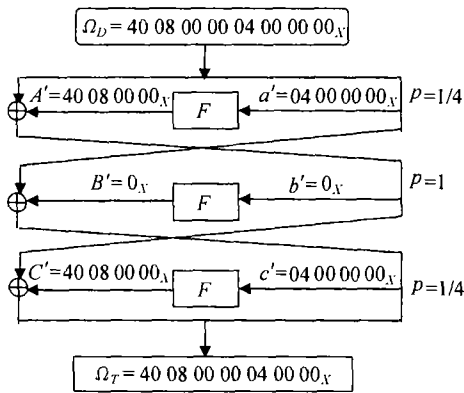 Ω_D = 40 08 00 00 04 00 00 00_X
A′=40 08 00 00_X F a′=04 00 00 00_X p=1/4
B′=0_X F b′=0_X p=1
C′=40 08 00 00_X F c′=04 00 00 00_X p=1/4
Ω_T = 40 08 00 00 04 00 00 00_X